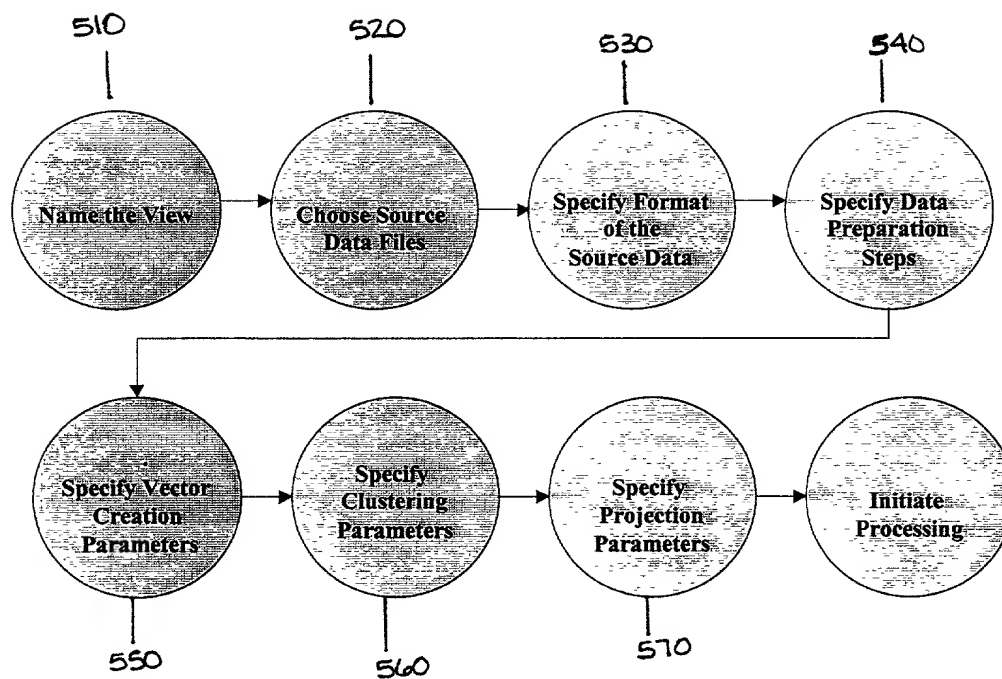 510
520
530
540
Name the View
Choose Source
Data Files
Specify Format
of the
Source Data
Specify Data
Preparation
Steps
Specify Vector
Creation
Parameters
Specify
Clustering
Parameters
Specify
Projection
Parameters
Initiate
Processing
550
560
570